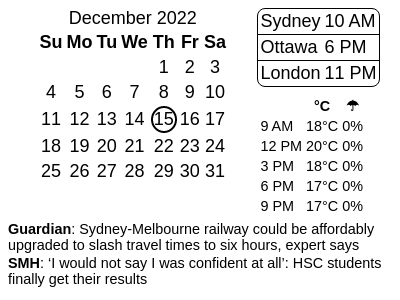 December 2022
Su Mo Tu We Th Fr Sa
1 2 3
4 5 6 7 8 9 10
11 12 13 14 15 16 17
18 19 20 21 22 23 24
25 26 27 28 29 30 31
Sydney 10 AM
Ottawa 6 PM
London 11 PM
°C ☂
9 AM 18°C 0%
12 PM 20°C 0%
3 PM 18°C 0%
6 PM 17°C 0%
9 PM 17°C 0%
Guardian: Sydney-Melbourne railway could be affordably
upgraded to slash travel times to six hours, expert says
SMH: ‘I would not say I was confident at all’: HSC students
finally get their results